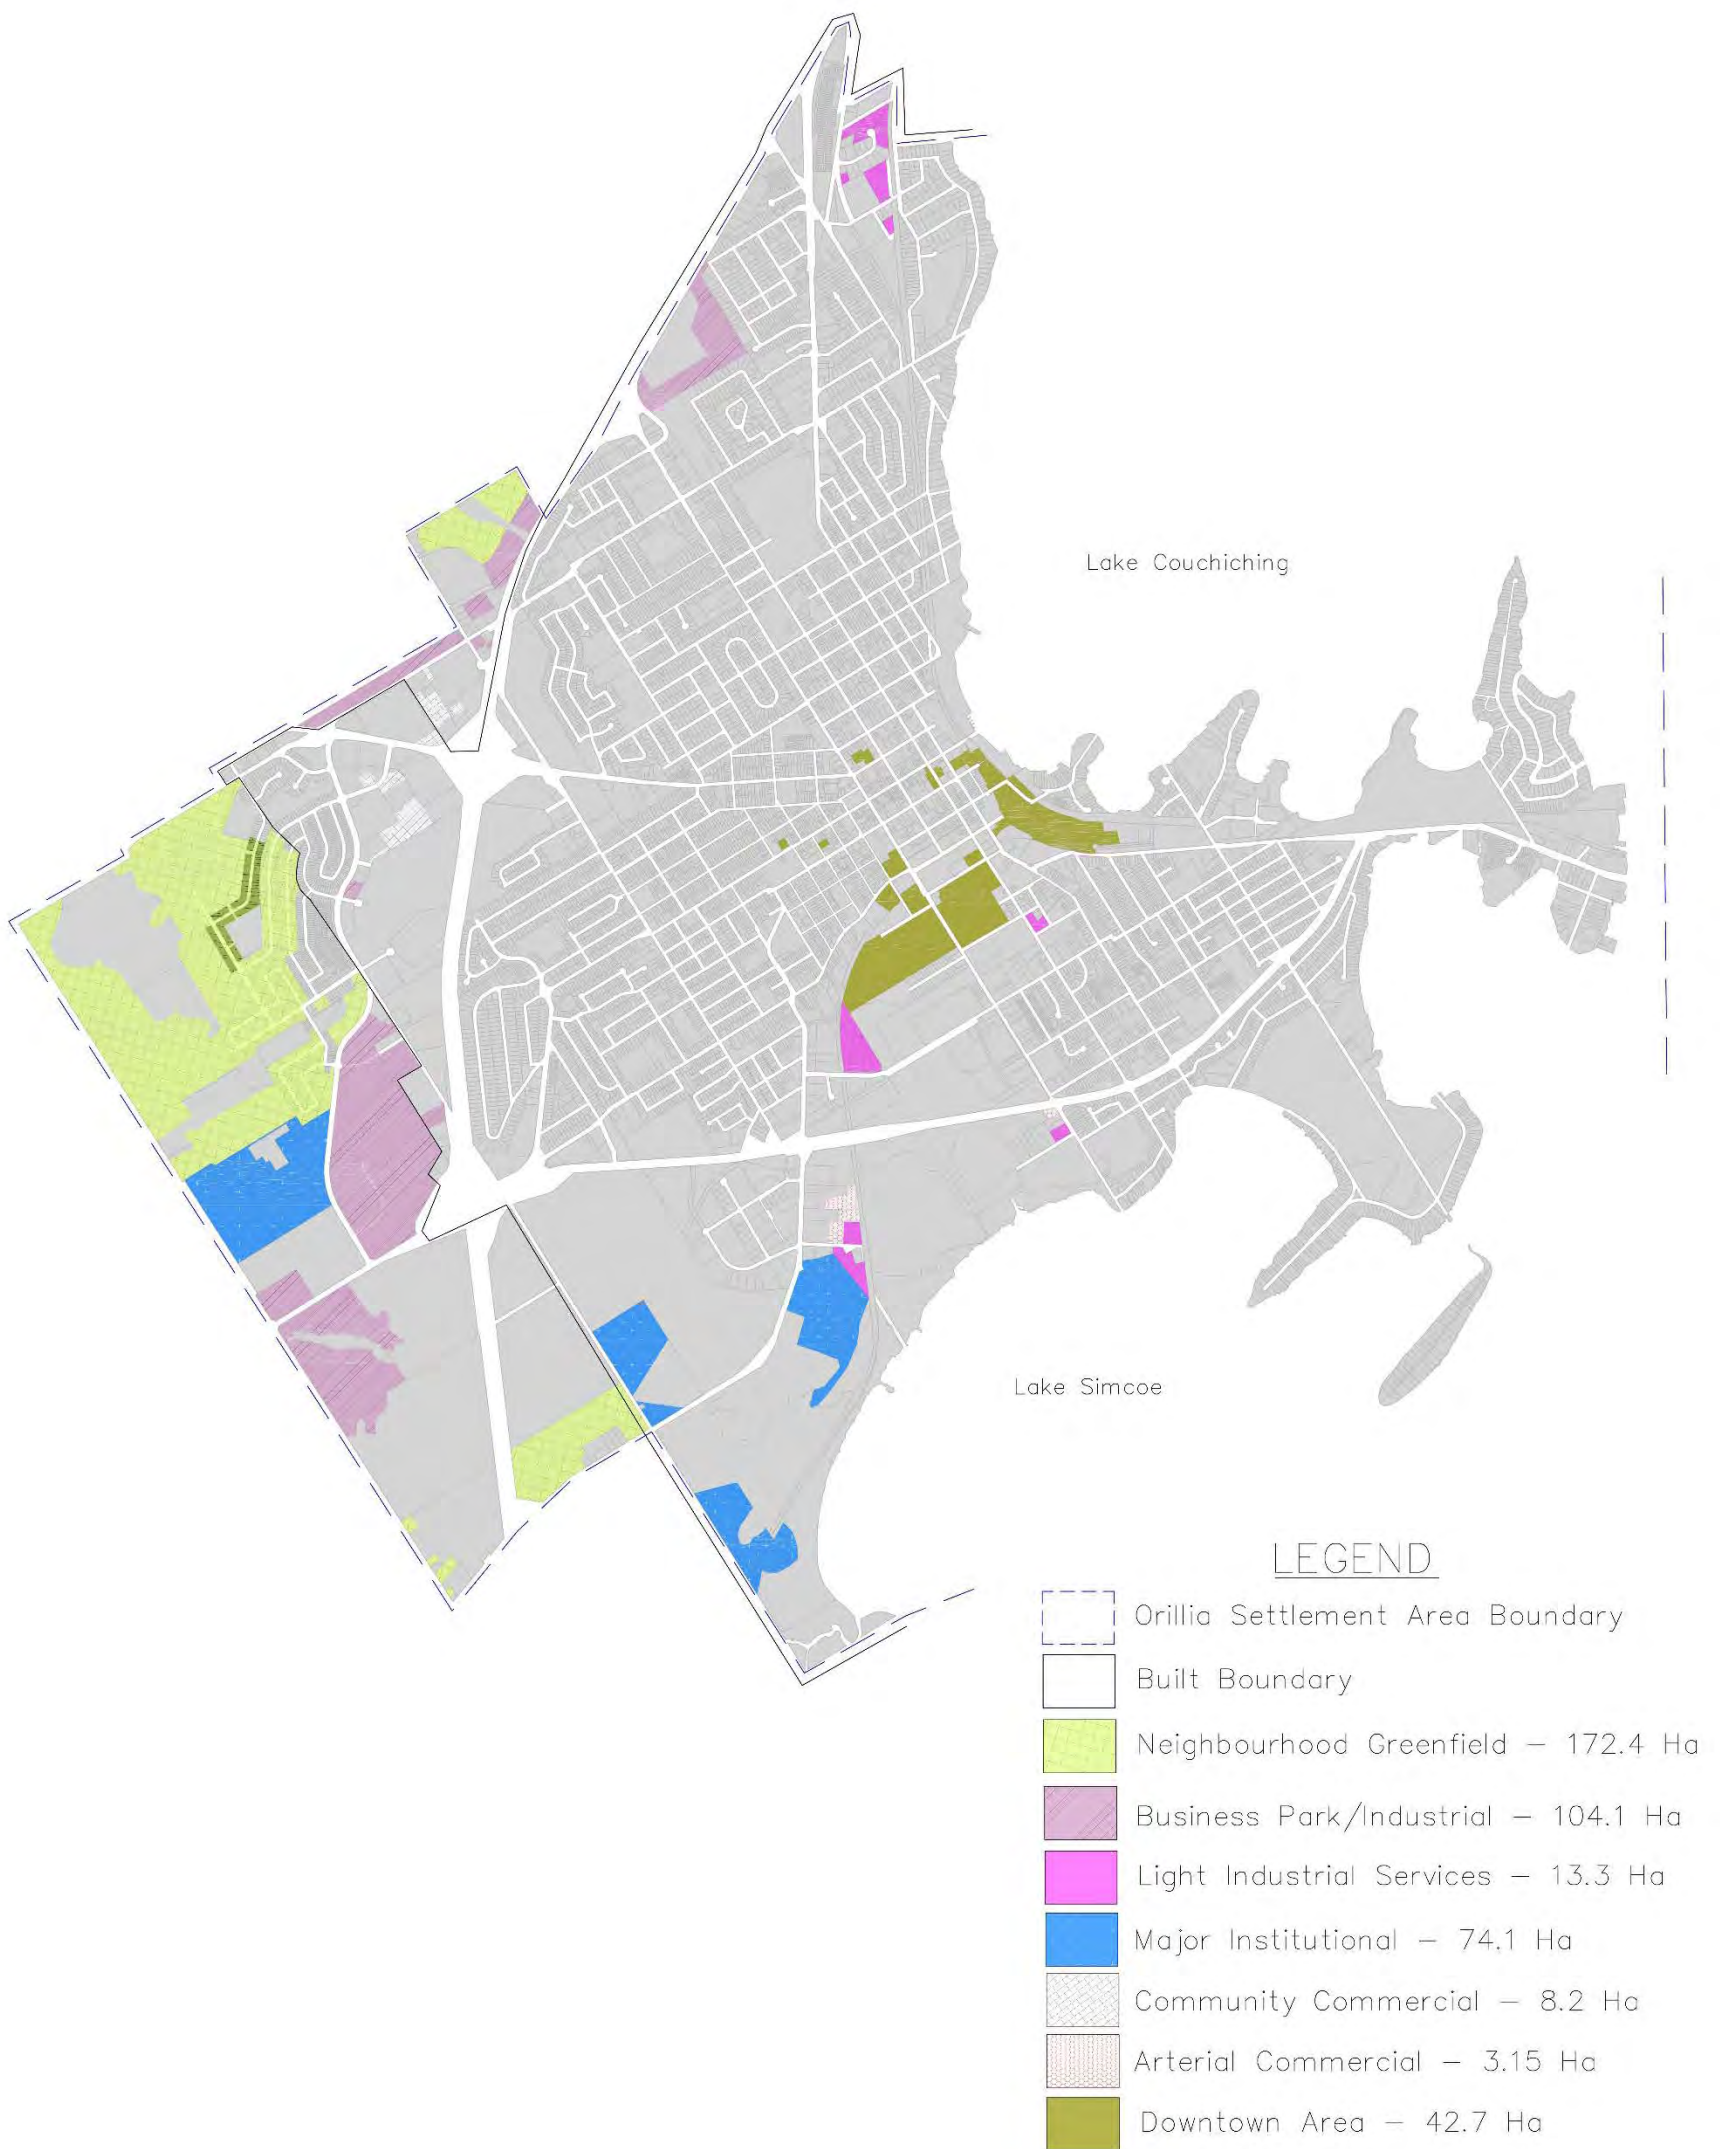 Lake Couchiching
Lake Simcoe
LEGEND
Orillia Settlement Area Boundary
Built Boundary
Neighbourhood Greenfield – 172.4 Ha
Business Park/Industrial – 104.1 Ha
Light Industrial Services – 13.3 Ha
Major Institutional – 74.1 Ha
Community Commercial – 8.2 Ha
Arterial Commercial – 3.15 Ha
Downtown Area – 42.7 Ha